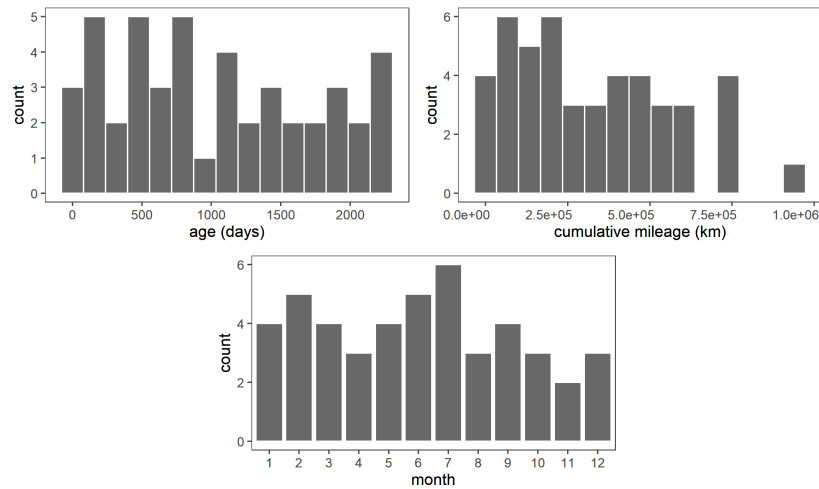 5
4
3
2
1
0
count
0 500 1000 1500 2000
age (days)
6
4
2
0
count
0.0e+00 2.5e+05 5.0e+05 7.5e+05 1.0e+06
cumulative mileage (km)
6
4
2
0
count
1 2 3 4 5 6 7 8 9 10 11 12
month